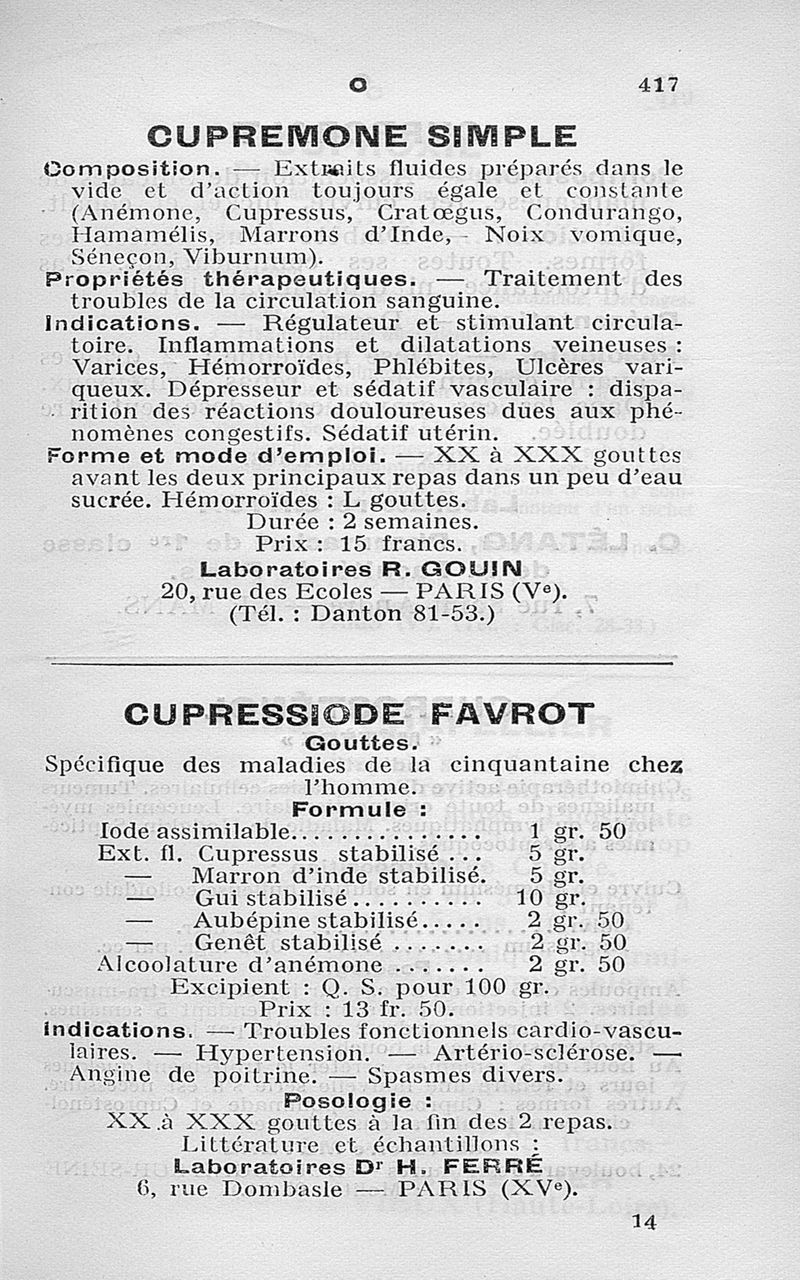 O 417
CUPREMONE SIMPLE
Composition. — Extraits fluides préparés dans le
vide et d'action toujours égale et constante
(Anémone, Cupressus, Cratœgus, Condurango,
Hamamélis, Marrons d'Inde, Noix vomique,
Séneçon, Viburnum).
Propriétés thérapeutiques. — Traitement des
troubles de la circulation sanguine.
Indications. — Régulateur et stimulant circula-
toire. Inflammations et dilatations veineuses :
Varices, Hémorroïdes, Phlébites, Ulcères vari-
queux. Dépresseur et sédatif vasculaire : dispa-
rition des réactions douloureuses dues aux phé-
nomènes congestifs. Sédatif utérin.
Forme et mode d'emploi. — XX à XXX gouttes
avant les deux principaux repas dans un peu d'eau
sucrée. Hémorroïdes : L gouttes.
Durée : 2 semaines.
Prix : 15 francs.
Laboratoires R. GOUIN
20, rue des Ecoles — PARIS (Ve).
(Tél. : Danton 81-53.)
CUPRESSIODE FAVROT
Gouttes.
Spécifique des maladies de la cinquantaine chez
l'homme.
Formule :
Iode assimilable................ 1 gr. 50
Ext. fl. Cupressus stabilisé... 5 gr.
— Marron d'inde stabilisé. 5 gr.
— Gui stabilisé.......... 10 gr.
— Aubépine stabilisé..... 2 gr. 50
— Genêt stabilisé ....... 2 gr. 50
Alcoolature d'anémone ....... 2 gr. 50
Excipient : Q. S. pour 100 gr.
Prix : 13 fr. 50.
Indications. — Troubles fonctionnels cardio-vascu-
laires. — Hypertension. — Artério-sclérose. —
Angine de poitrine. — Spasmes divers.
Posologie :
XX à XXX gouttes à la fin des 2 repas.
Littérature et échantillons :
Laboratoires Dr H. FERRÉ
6, rue Dombasle — PARIS (XVe).
14